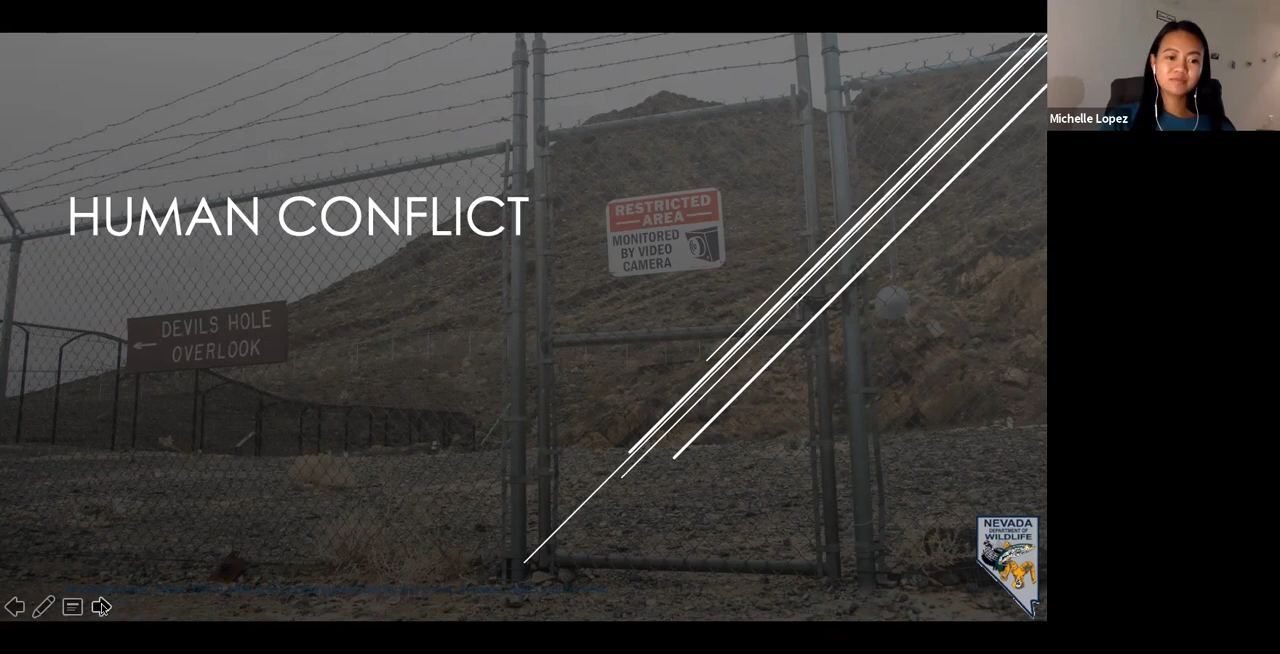 HUMAN CONFLICT
RESTRICTED
AREA
MONITORED
BY VIDEO
CAMERA
DEVILS HOLE
OVERLOOK
NEVADA
DEPARTMENT OF
WILDLIFE
Michelle Lopez